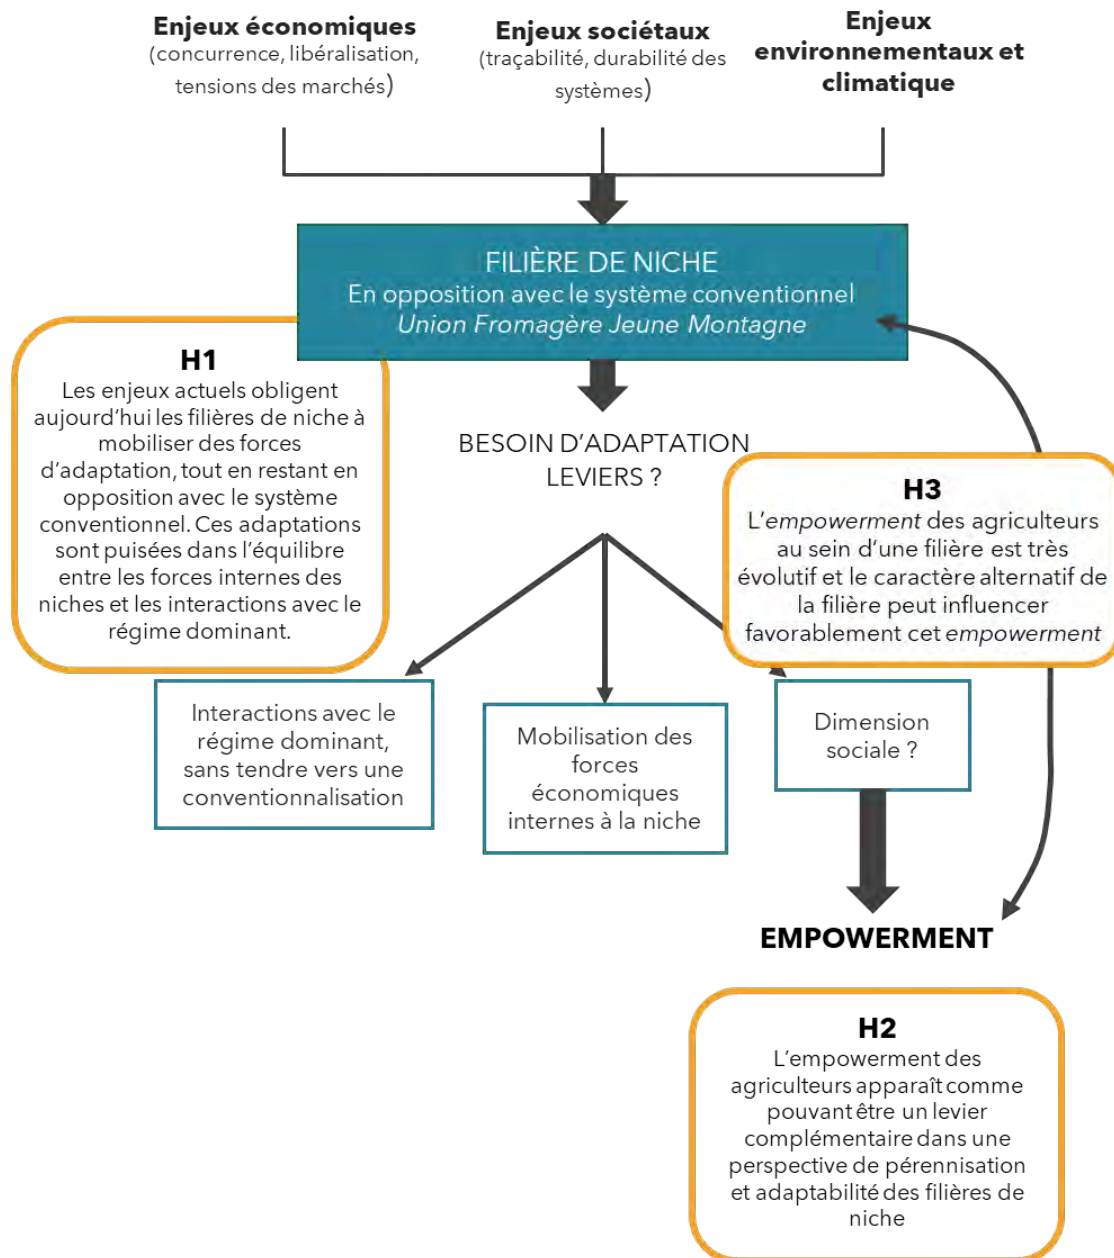 Enjeux économiques
(concurrence, libéralisation,
tensions des marchés)
Enjeux sociétaux
(traçabilité, durabilité des
systèmes)
Enjeux
environnementaux et
climatique
FILIÈRE DE NICHE
En opposition avec le système conventionnel
Union Fromagère Jeune Montagne
H1
Les enjeux actuels obligent
aujourd'hui les filières de niche à
mobiliser des forces
d'adaptation, tout en restant en
opposition avec le système
conventionnel. Ces adaptations
sont puisées dans l'équilibre
entre les forces internes des
niches et les interactions avec le
régime dominant.
BESOIN D'ADAPTATION
LEVIERS ?
H3
L'empowerment des agriculteurs
au sein d'une filière est très
évolutif et le caractère alternatif de
la filière peut influencer
favorablement cet empowerment
Interactions avec le
régime dominant,
sans tendre vers une
conventionnalisation
Mobilisation des
forces
économiques
internes à la niche
Dimension
sociale ?
EMPOWERMENT
H2
L'empowerment des
agriculteurs apparaît comme
pouvant être un levier
complémentaire dans une
perspective de pérennisation
et adaptabilité des filières de
niche